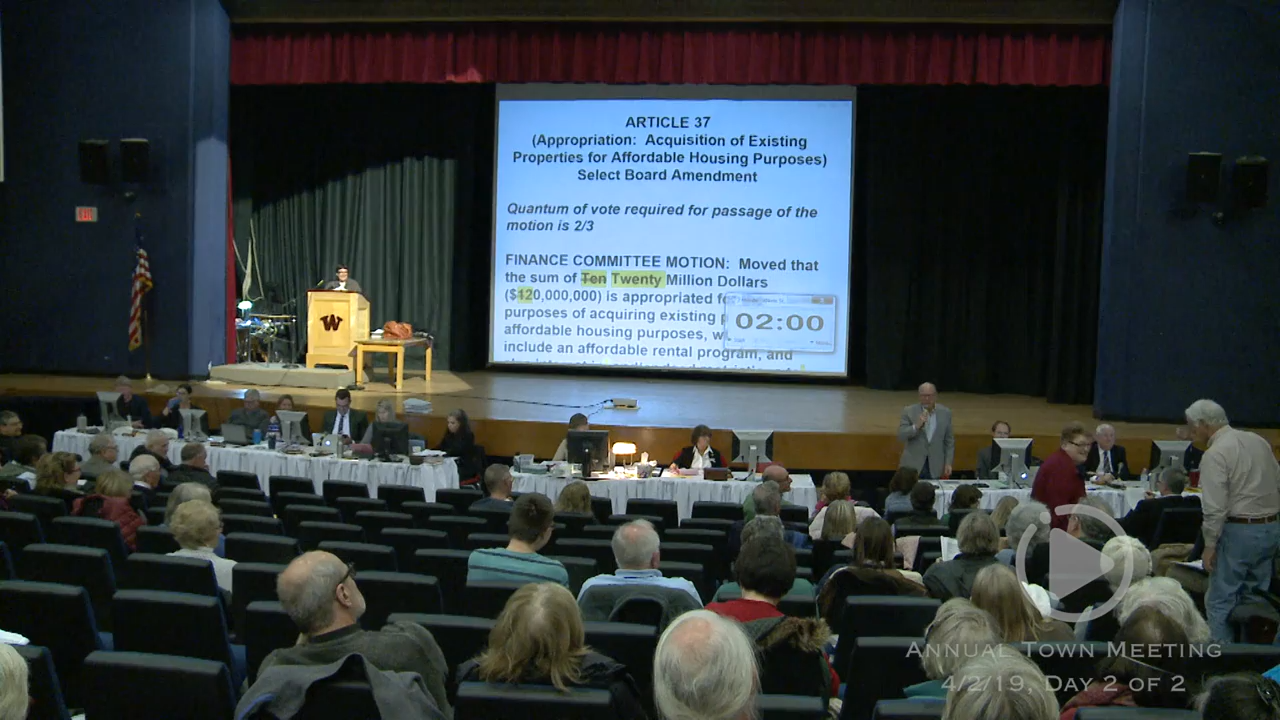 ARTICLE 37
(Appropriation: Acquisition of Existing
Properties for Affordable Housing Purposes)
Select Board Amendment
Quantum of vote required for passage of the
motion is 2/3
FINANCE COMMITTEE MOTION: Moved that
the sum of Ten Twenty Million Dollars
($120,000,000) is appropriated
purposes of acquiring existing
affordable housing purposes,
include an affordable rental program, and
02:00
W
EXIT
ANNUAL TOWN MEETING
4/2/19, DAY 2 OF 2